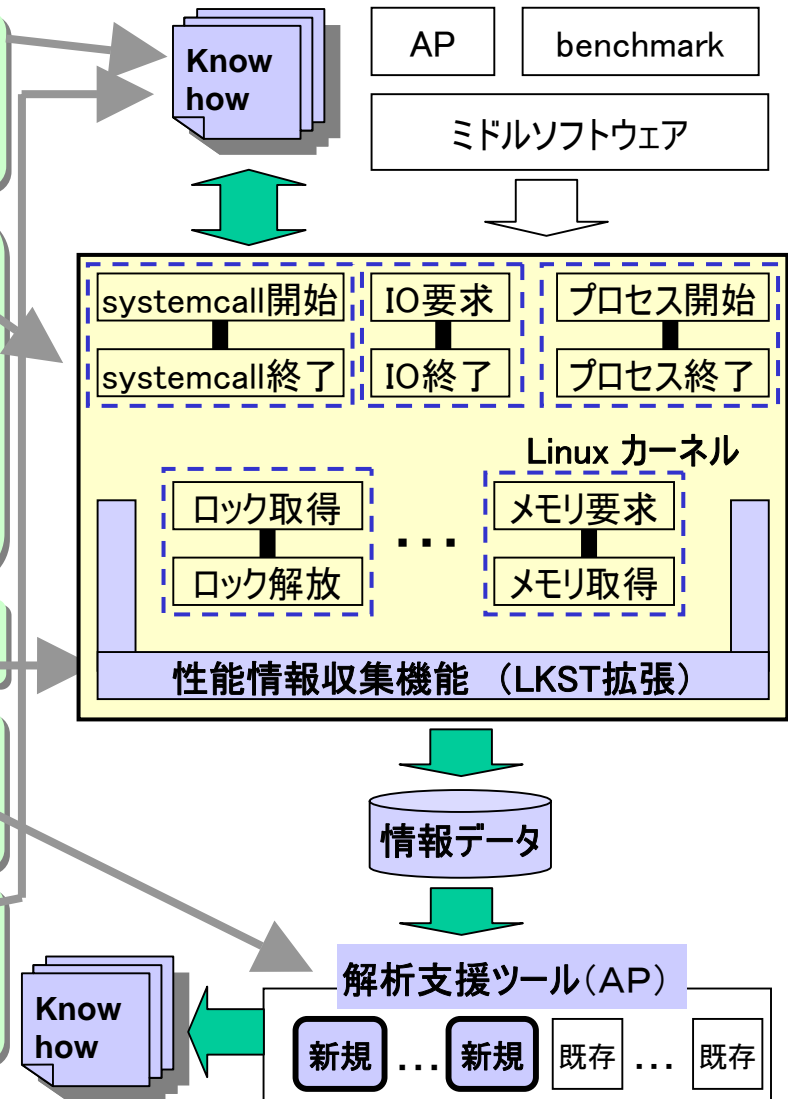 Know
how
AP
benchmark
ミドルソフトウェア
systemcall開始
IO要求
プロセス開始
systemcall終了
IO終了
プロセス終了
Linux カーネル
ロック取得
メモリ要求
...
ロック解放
メモリ取得
性能情報収集機能 （LKST拡張）
情報データ
解析支援ツール（AP）
Know
how
新規 ... 新規 既存 ... 既存